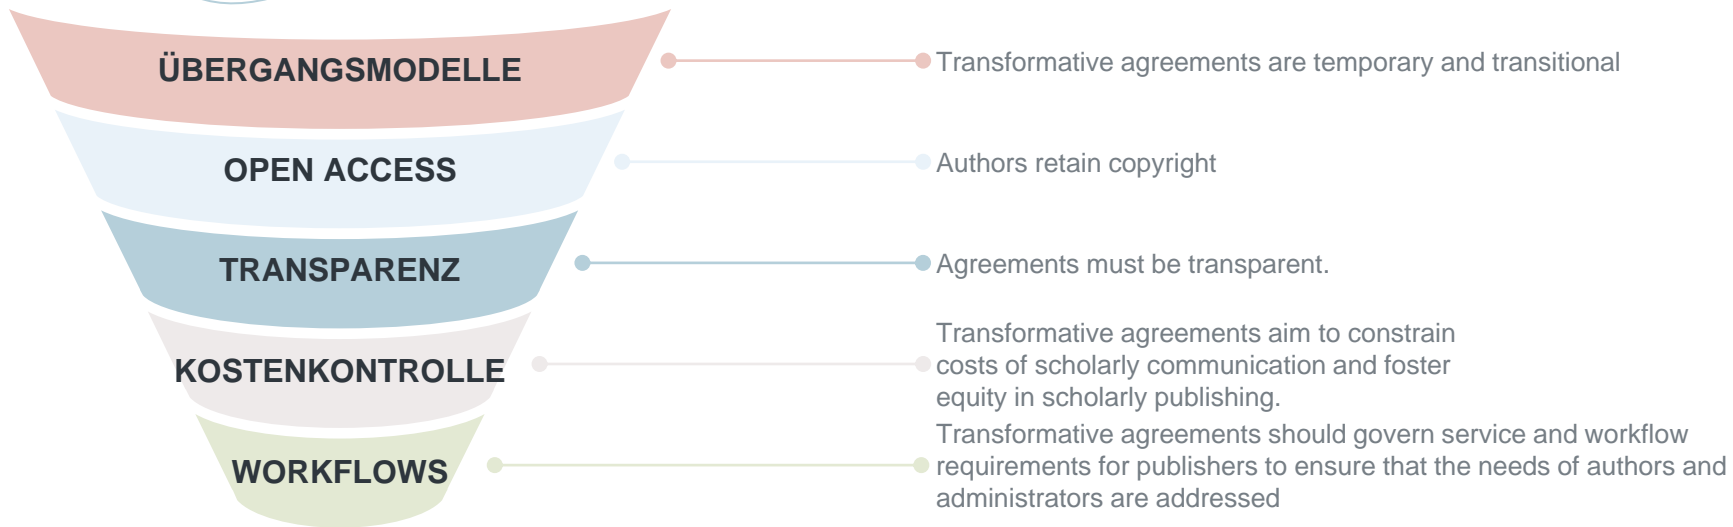 ÜBERGANGSMODELLE
Transformative agreements are temporary and transitional
OPEN ACCESS
Authors retain copyright
TRANSPARENZ
Agreements must be transparent.
KOSTENKONTROLLE
Transformative agreements aim to constrain
costs of scholarly communication and foster
equity in scholarly publishing.
WORKFLOWS
Transformative agreements should govern service and workflow
requirements for publishers to ensure that the needs of authors and
administrators are addressed